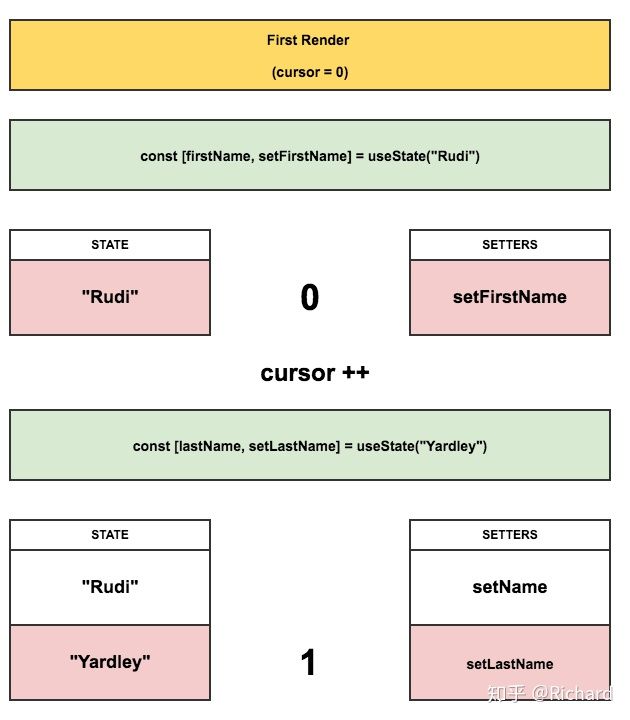 First Render
(cursor = 0)
const [firstName, setFirstName] = useState("Rudi")
STATE
SETTERS
"Rudi"
0
setFirstName
cursor ++
const [lastName, setLastName] = useState("Yardley")
STATE
SETTERS
"Rudi"
setName
"Yardley"
1
setLastName
知乎 @Richard